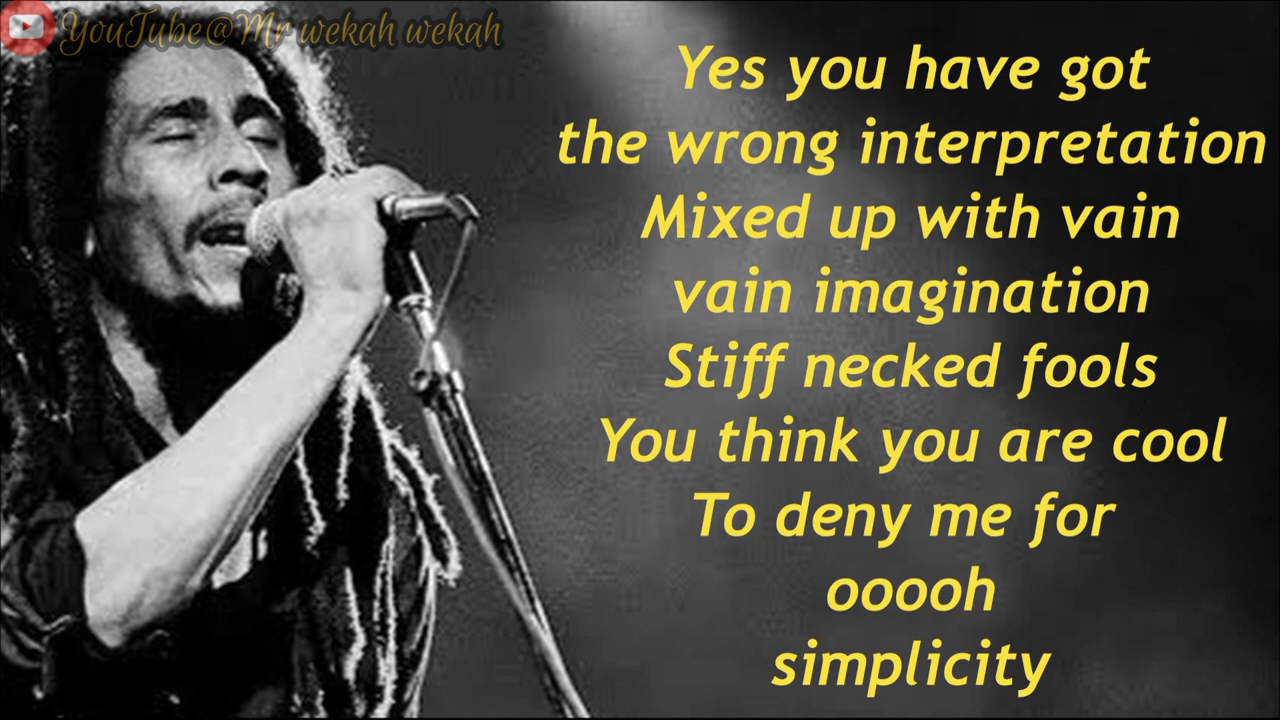 YouTube@Mr wekah wekah
Yes you have got
the wrong interpretation
Mixed up with vain
vain imagination
Stiff necked fools
You think you are cool
To deny me for
ooooh
simplicity